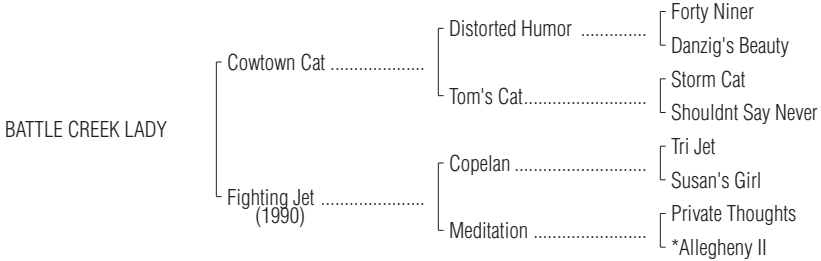 Forty Niner
Distorted Humor ..............
Danzig's Beauty
Cowtown Cat ....................
Storm Cat
Tom's Cat..........................
Shouldnt Say Never
BATTLE CREEK LADY
Tri Jet
Copelan ............................
Susan's Girl
Fighting Jet ......................
(1990)
Private Thoughts
Meditation ........................
*Allegheny II